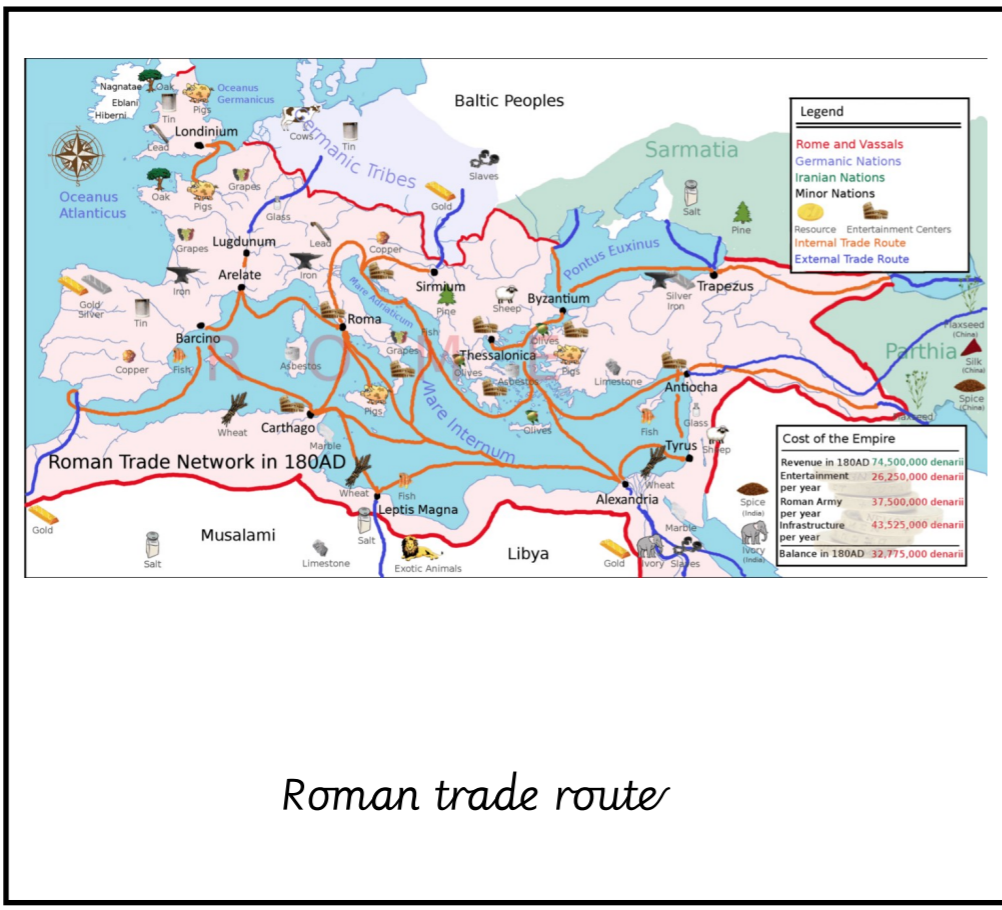 Nagnatae
Oak
Eblani
Hiberni
Tin
Pigs
Oceanus
Germanicus
Lead
Londinium
Cows
Tin
Germanic Tribes
Baltic Peoples
Slaves
Gold
Sarmatia
Salt
Pine
Legend
Rome and Vassals
Germanic Nations
Iranian Nations
Minor Nations
Resource Entertainment Centers
Internal Trade Route
External Trade Route
Oceanus
Atlanticus
Oak
Pigs
Grapes
Glass
Grapes
Lugdunum
Lead
Copper
Iron
Arelate
Iron
Mare Adriaticum
Sirmium
Pine
Sheep
Pontus Euxinus
Byzantium
Silver
Iron
Trapezus
Gold
Silver
Tin
Barcino
Roma
Fish
Grapes
Olives
Thessalonica
Pigs
ROME
Copper
Fish
Asbestos
Olives
Asbestos
Limestone
Antiocha
Parthia
Flaxseed
(China)
Silk
(China)
Spice
(China)
Flaxseed
Wheat
Carthago
Pigs
Mare Internum
Olives
Fish
Glass
Sheep
Marble
Roman Trade Network in 180AD
Wheat
Fish
Leptis Magna
Tyrus
Wheat
Alexandria
Marble
Spice
(India)
Ivory
(India)
Gold
Salt
Musalami
Limestone
Salt
Exotic Animals
Libya
Gold
Ivory
Slaves
Cost of the Empire
Revenue in 180AD 74,500,000 denarii
Entertainment 26,250,000 denarii
per year
Roman Army 37,500,000 denarii
per year
Infrastructure 43,525,000 denarii
per year
Balance in 180AD 32,775,000 denarii
Roman trade route